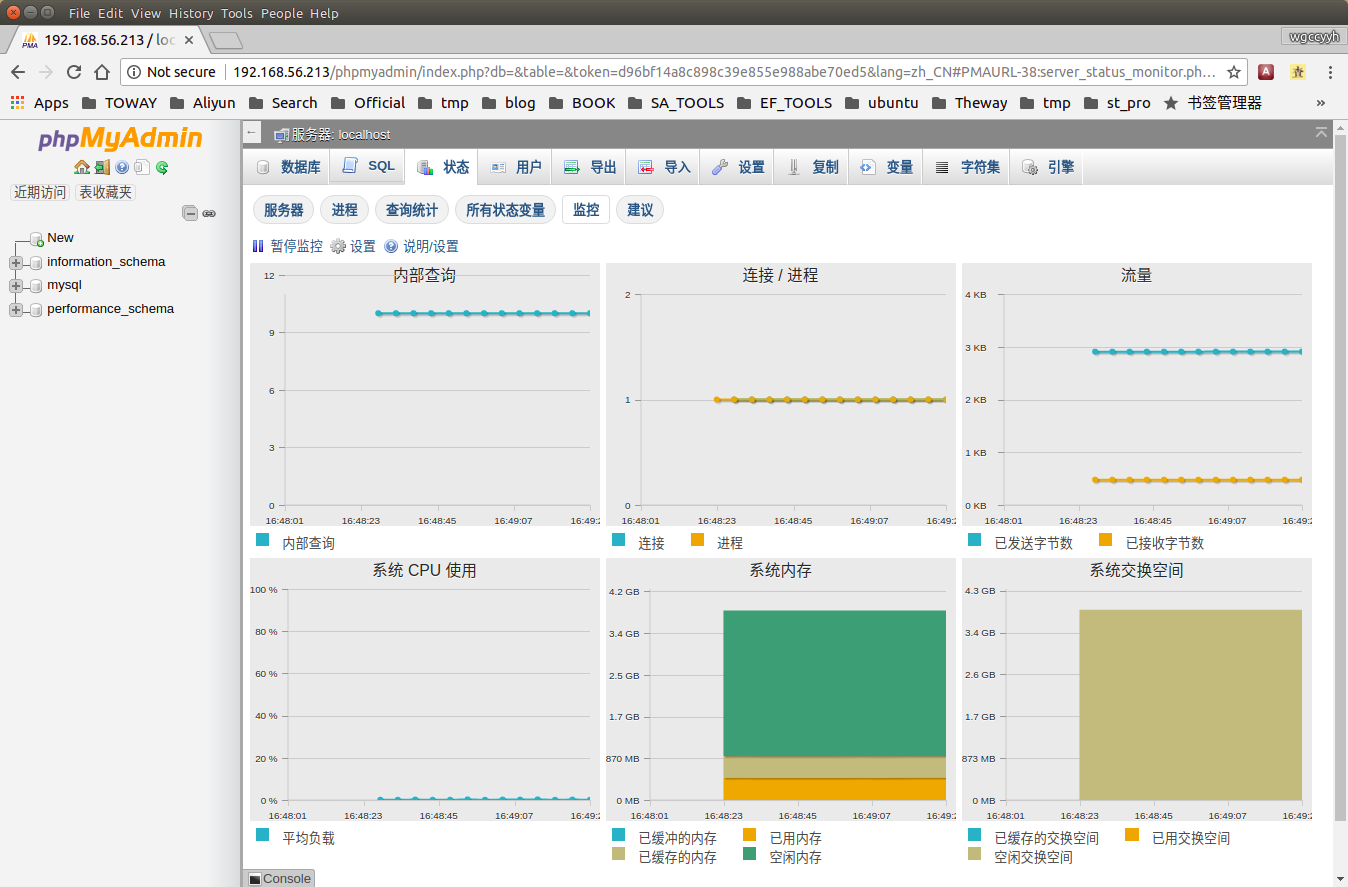 File Edit View History Tools People Help
PMA 192.168.56.213 / loc
wgccyyh
Not secure 192.168.56.213/phpmyadmin/index.php?db=&table=&token=d96bf14a8c898c39e855e988abe70ed5&lang=zh_CN#PMAURL-38:server_status_monitor.ph...
Apps TOWAY Aliyun Search Official tmp blog BOOK SA_TOOLS EF_TOOLS ubuntu Theway tmp st_pro 书签管理器 »
phpMyAdmin
近期访问 表收藏夹
New
information_schema
mysql
performance_schema
服务器: localhost
数据库 SQL 状态 用户 导出 导入 设置 复制 变量 字符集 引擎
服务器 进程 查询统计 所有状态变量 监控 建议
暂停监控 设置 说明/设置
内部查询
12
9
6
3
0
16:48:01 16:48:23 16:48:45 16:49:07 16:49:2
内部查询
连接 / 进程
2
1
0
16:48:01 16:48:23 16:48:45 16:49:07 16:49:2
连接 进程
流量
4 KB
3 KB
2 KB
1 KB
0 KB
16:48:01 16:48:23 16:48:45 16:49:07 16:49:2
已发送字节数 已接收字节数
系统 CPU 使用
100 %
80 %
60 %
40 %
20 %
0 %
16:48:01 16:48:23 16:48:45 16:49:07 16:49:2
平均负载
系统内存
4.2 GB
3.4 GB
2.5 GB
1.7 GB
870 MB
0 MB
16:48:01 16:48:23 16:48:45 16:49:07 16:49:2
已缓冲的内存 已用内存
已缓存的内存 空闲内存
系统交换空间
4.3 GB
3.4 GB
2.6 GB
1.7 GB
873 MB
0 MB
16:48:01 16:48:23 16:48:45 16:49:07 16:49:2
已缓存的交换空间 已用交换空间
空闲交换空间
Console